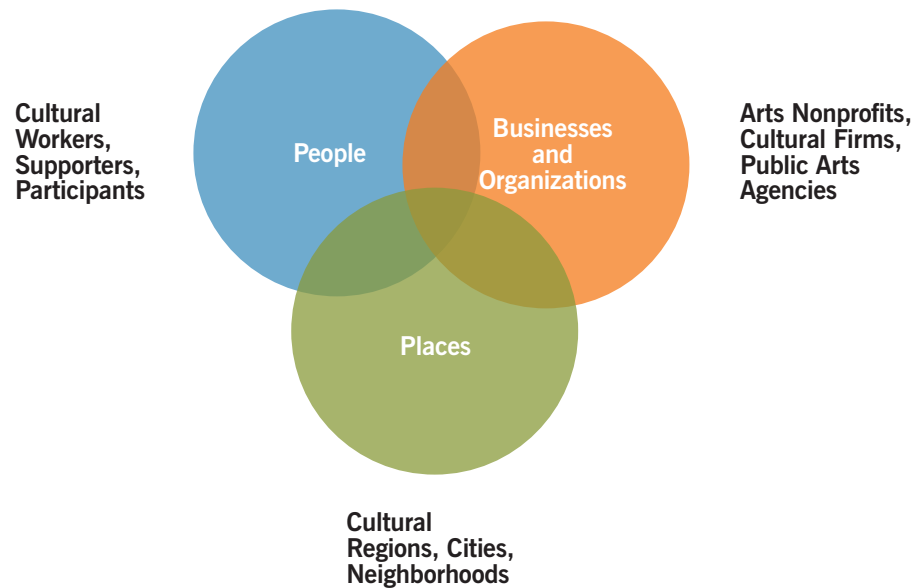 Cultural
Workers,
Supporters,
Participants
People
Businesses
and
Organizations
Arts Nonprofits,
Cultural Firms,
Public Arts
Agencies
Places
Cultural
Regions, Cities,
Neighborhoods